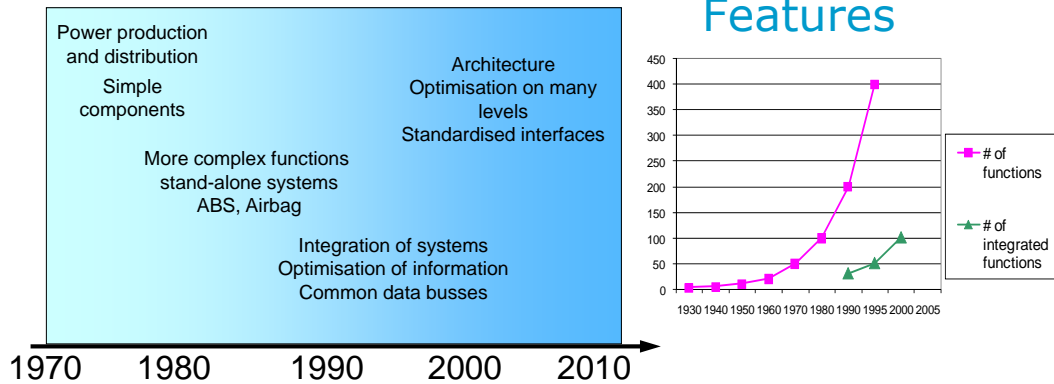 Power production
and distribution
Simple
components
More complex functions
stand-alone systems
ABS, Airbag
Integration of systems
Optimisation of information
Common data busses
Architecture
Optimisation on many
levels
Standardised interfaces
1970 1980 1990 2000 2010
Features
450
400
350
300
250
200
150
100
50
0
1930 1940 1950 1960 1970 1980 1990 1995 2000 2005
# of
functions
# of
integrated
functions